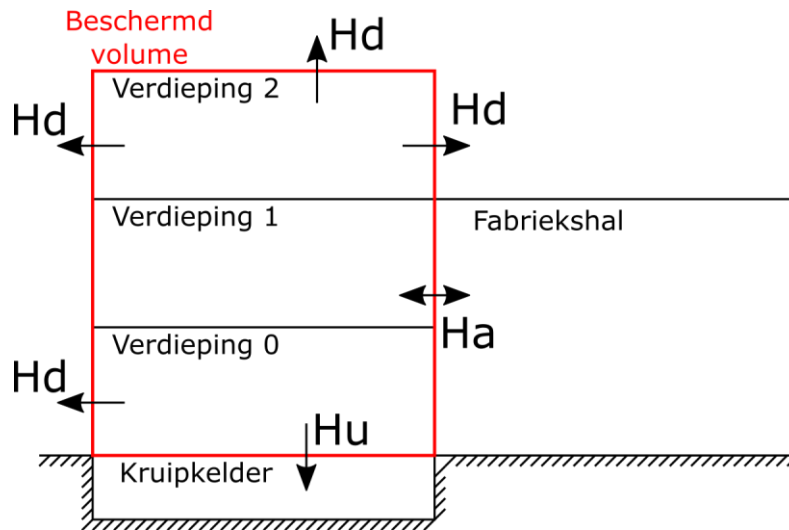 Beschermd
volume
Hd
Verdieping 2
Hd
Hd
Verdieping 1
Fabriekshal
Ha
Verdieping 0
Hd
Hu
Kruipkelder